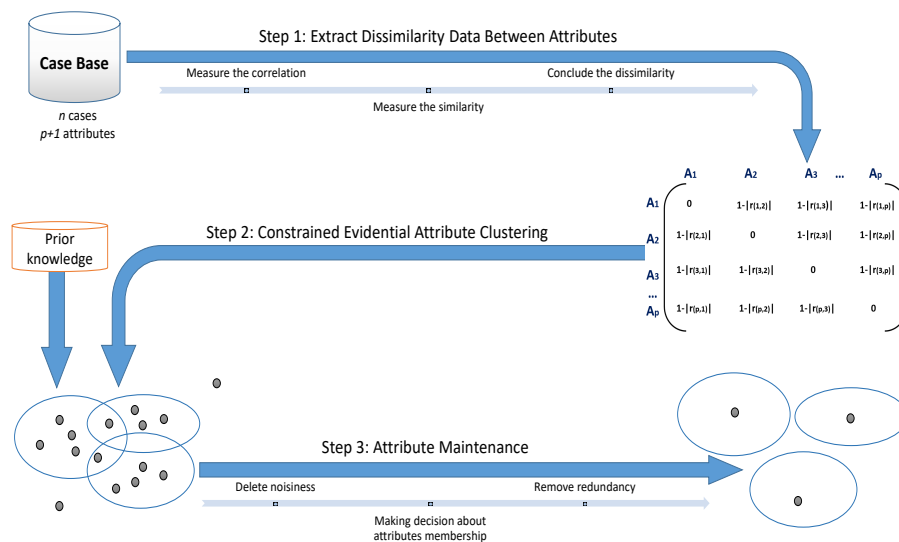 Step 1: Extract Dissimilarity Data Between Attributes
Case Base
Measure the correlation
Conclude the dissimilarity
Measure the similarity
n cases
p+1 attributes
A1 A2 A3 ... Ap
A1 0 1-|r(1,2)| 1-|r(1,3)| 1-|r(1,p)|
A2 1-|r(2,1)| 0 1-|r(2,3)| 1-|r(2,p)|
A3 1-|r(3,1)| 1-|r(3,2)| 0 1-|r(3,p)|
...
Ap 1-|r(p,1)| 1-|r(p,2)| 1-|r(p,3)| 0
Step 2: Constrained Evidential Attribute Clustering
Prior
knowledge
Step 3: Attribute Maintenance
Delete noisiness
Remove redundancy
Making decision about
attributes membership